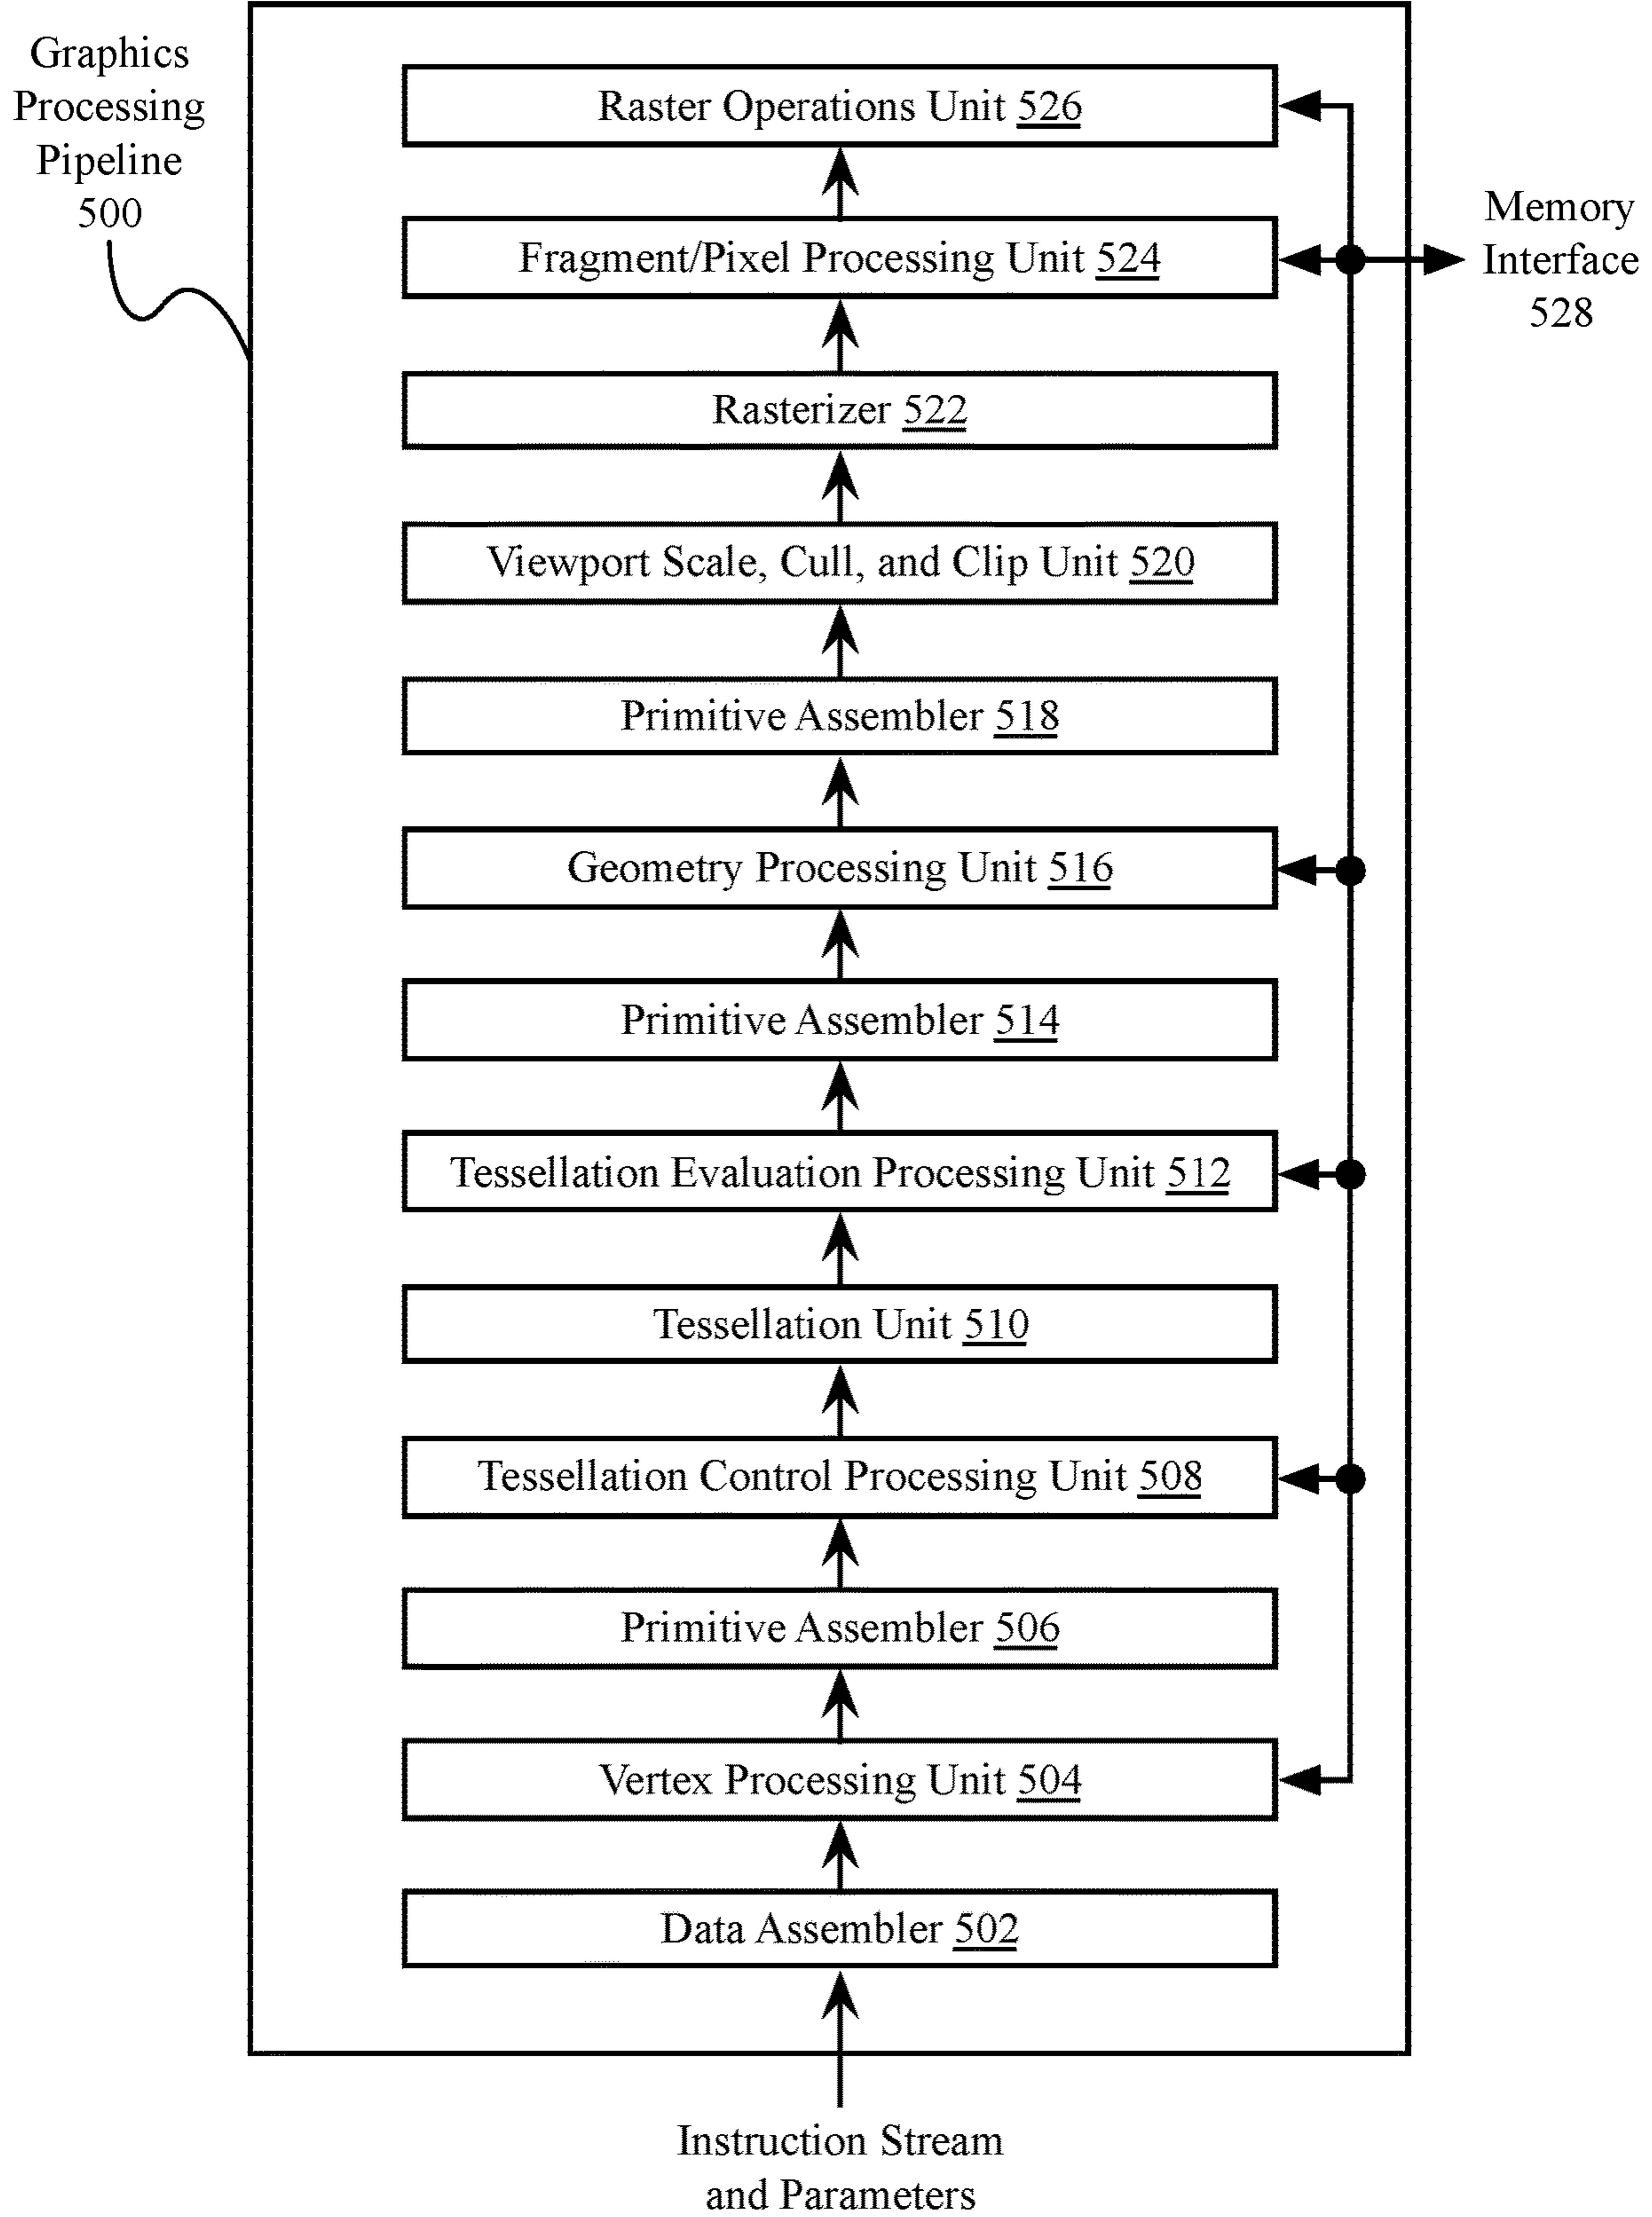 Graphics
Processing
Pipeline
500
Raster Operations Unit 526
Fragment/Pixel Processing Unit 524
Memory
Interface
528
Rasterizer 522
Viewport Scale, Cull, and Clip Unit 520
Primitive Assembler 518
Geometry Processing Unit 516
Primitive Assembler 514
Tessellation Evaluation Processing Unit 512
Tessellation Unit 510
Tessellation Control Processing Unit 508
Primitive Assembler 506
Vertex Processing Unit 504
Data Assembler 502
Instruction Stream
and Parameters